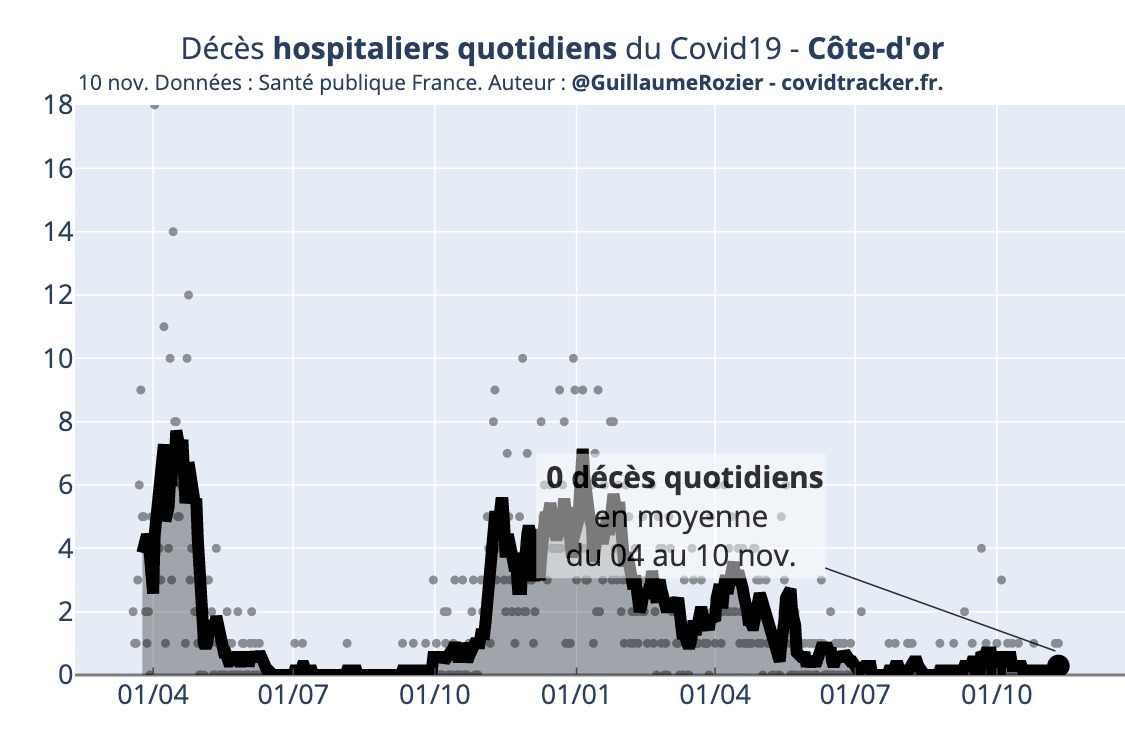 Décès hospitaliers quotidiens du Covid19 - Côte-d'or
10 nov. Données : Santé publique France. Auteur : @GuillaumeRozier - covidtracker.fr.
18
16
14
12
10
8
6
4
2
0
0 décès quotidiens
en moyenne
du 04 au 10 nov.
01/04 01/07 01/10 01/01 01/04 01/07 01/10